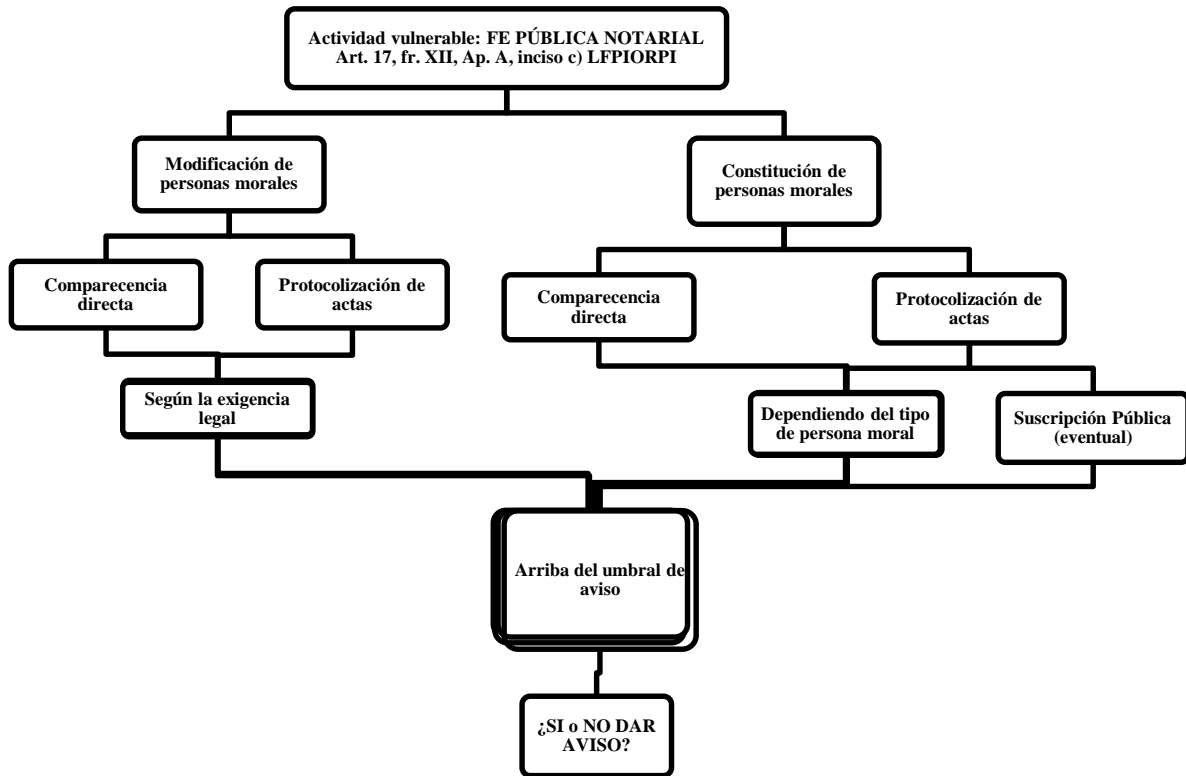 Actividad vulnerable: FE PÚBLICA NOTARIAL
Art. 17, fr. XII, Ap. A, inciso c) LFPIORPI
Modificación de
personas morales
Constitución de
personas morales
Comparecencia
directa
Protocolización de
actas
Comparecencia
directa
Protocolización de
actas
Según la exigencia
legal
Dependiendo del tipo
de persona moral
Suscripción Pública
(eventual)
Arriba del umbral de
aviso
¿SI o NO DAR
AVISO?